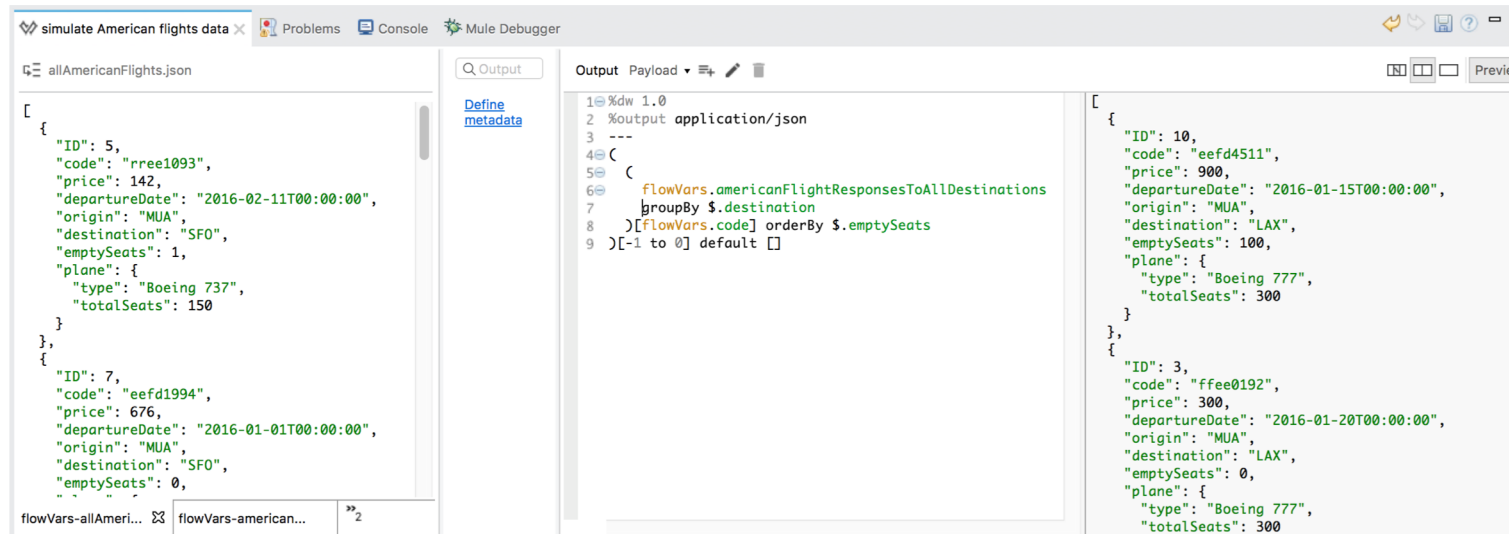 simulate American flights data
Problems
Console
Mule Debugger
allAmericanFlights.json
[
{
"ID": 5,
"code": "rree1093",
"price": 142,
"departureDate": "2016-02-11T00:00:00",
"origin": "MUA",
"destination": "SFO",
"emptySeats": 1,
"plane": {
"type": "Boeing 737",
"totalSeats": 150
}
},
{
"ID": 7,
"code": "eefd1994",
"price": 676,
"departureDate": "2016-01-01T00:00:00",
"origin": "MUA",
"destination": "SFO",
"emptySeats": 0,
flowVars-allAmeri...
flowVars-american...
»2
Output
Define
metadata
Output Payload
Previe
1 %dw 1.0
2 %output application/json
3 ---
4 (
5 (
6 flowVars.americanFlightResponsesToAllDestinations
7 groupBy $.destination
8 )[flowVars.code] orderBy $.emptySeats
9 )[-1 to 0] default []
[
{
"ID": 10,
"code": "eefd4511",
"price": 900,
"departureDate": "2016-01-15T00:00:00",
"origin": "MUA",
"destination": "LAX",
"emptySeats": 100,
"plane": {
"type": "Boeing 777",
"totalSeats": 300
}
},
{
"ID": 3,
"code": "ffee0192",
"price": 300,
"departureDate": "2016-01-20T00:00:00",
"origin": "MUA",
"destination": "LAX",
"emptySeats": 0,
"plane": {
"type": "Boeing 777",
"totalSeats": 300